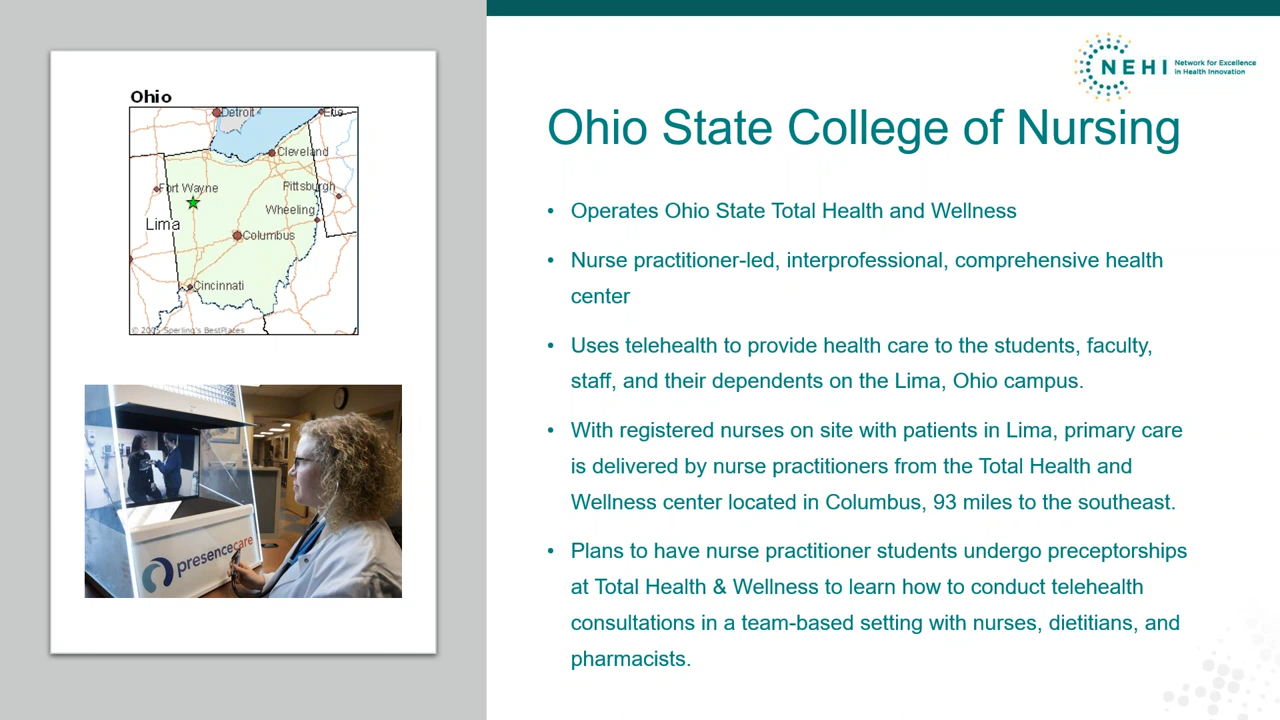 Ohio
Detroit
Erie
Cleveland
Fort Wayne
Pittsburgh
Wheeling
Lima
Columbus
Cincinnati
© 2005 Sperling's BestPlaces
presencecare
NEHI
Network for Excellence
in Health Innovation
Ohio State College of Nursing
• Operates Ohio State Total Health and Wellness
• Nurse practitioner-led, interprofessional, comprehensive health
center
• Uses telehealth to provide health care to the students, faculty,
staff, and their dependents on the Lima, Ohio campus.
• With registered nurses on site with patients in Lima, primary care
is delivered by nurse practitioners from the Total Health and
Wellness center located in Columbus, 93 miles to the southeast.
• Plans to have nurse practitioner students undergo preceptorships
at Total Health & Wellness to learn how to conduct telehealth
consultations in a team-based setting with nurses, dietitians, and
pharmacists.